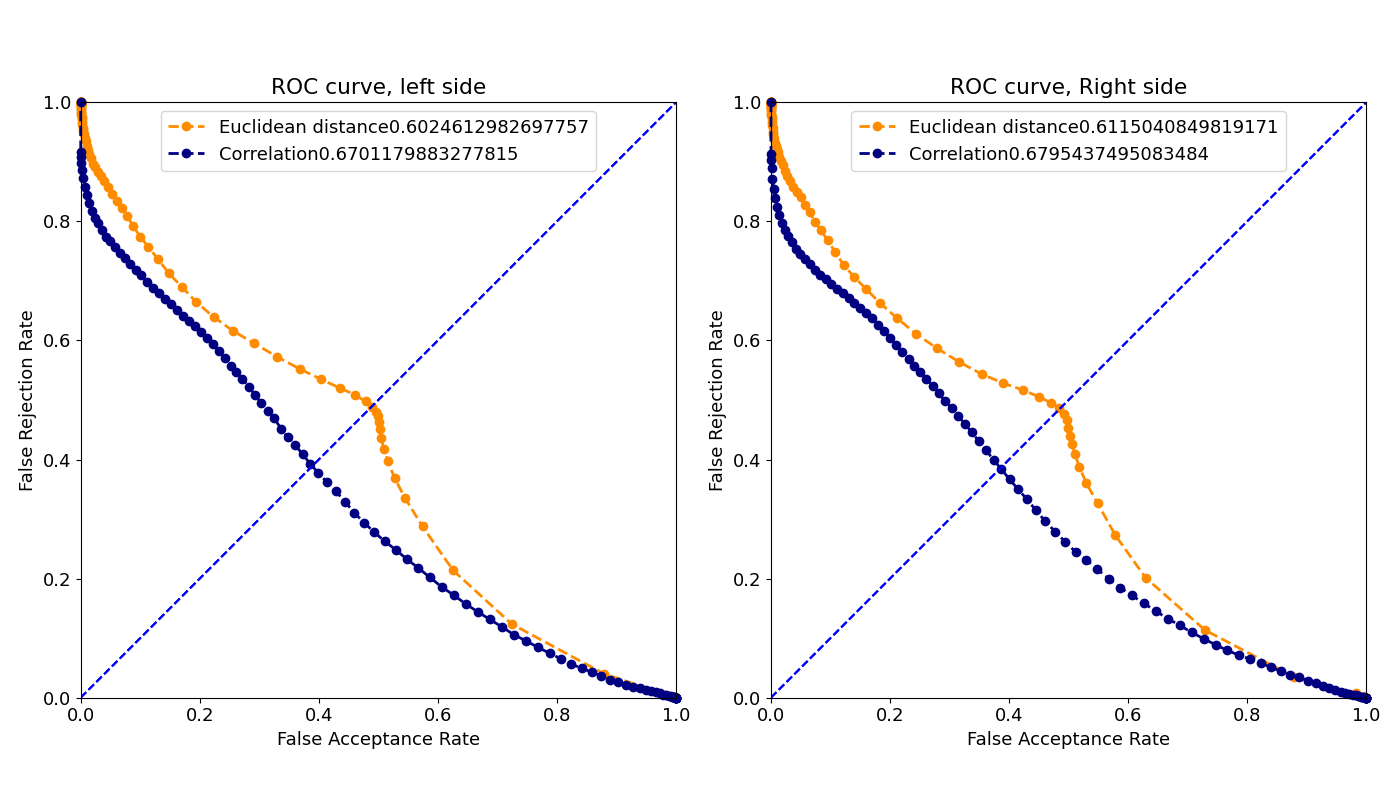 ROC curve, left side
Euclidean distance0.6024612982697757
Correlation0.6701179883277815
1.0
0.8
0.6
0.4
0.2
0.0
False Rejection Rate
0.0 0.2 0.4 0.6 0.8 1.0
False Acceptance Rate
ROC curve, Right side
Euclidean distance0.6115040849819171
Correlation0.6795437495083484
1.0
0.8
0.6
0.4
0.2
0.0
False Rejection Rate
0.0 0.2 0.4 0.6 0.8 1.0
False Acceptance Rate